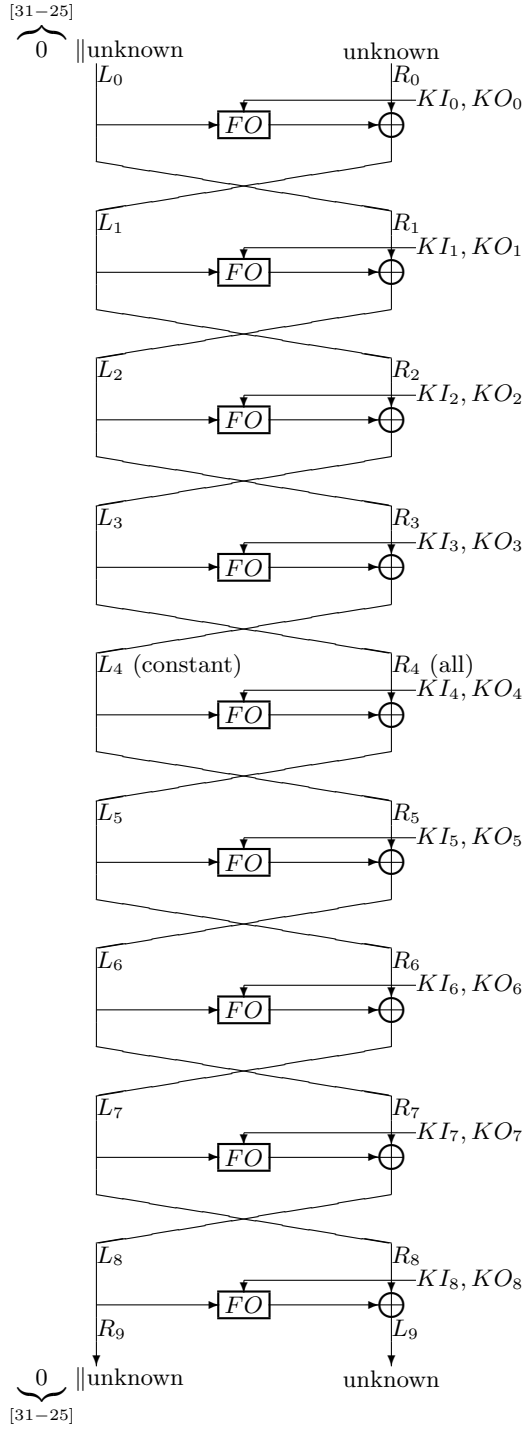 [31−25]
0 ||unknown unknown
L₀ R₀
KI₀, KO₀
FO
L₁ R₁
KI₁, KO₁
FO
L₂ R₂
KI₂, KO₂
FO
L₃ R₃
KI₃, KO₃
FO
L₄ (constant) R₄ (all)
KI₄, KO₄
FO
L₅ R₅
KI₅, KO₅
FO
L₆ R₆
KI₆, KO₆
FO
L₇ R₇
KI₇, KO₇
FO
L₈ R₈
KI₈, KO₈
FO
R₉ L₉
0 ||unknown unknown
[31−25]